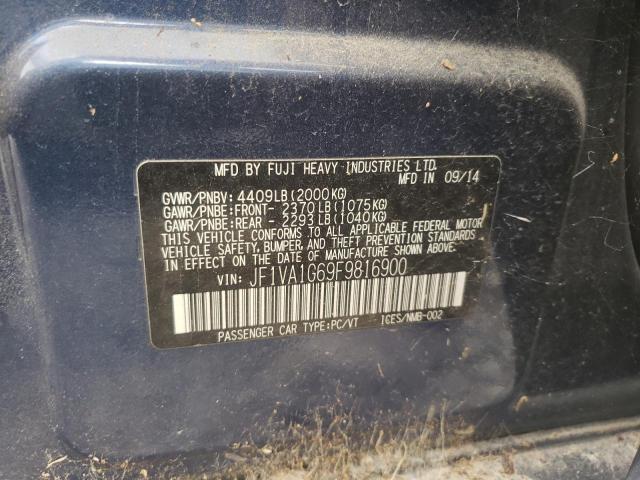 MFD BY FUJI HEAVY INDUSTRIES LTD.
MFD IN 09/14
GVWR/PNBV: 4409LB(2000KG)
GAWR/PNBE:FRONT- 2370LB(1075KG)
GAWR/PNBE:REAR - 2293LB(1040KG)
THIS VEHICLE CONFORMS TO ALL APPLICABLE FEDERAL MOTOR
VEHICLE SAFETY, BUMPER, AND THEFT PREVENTION STANDARDS
IN EFFECT ON THE DATE OF MANUFACTURE SHOWN ABOVE.
VIN: JF1VA1G69F9816900
PASSENGER CAR TYPE:PC/VT ICES/NMB-002